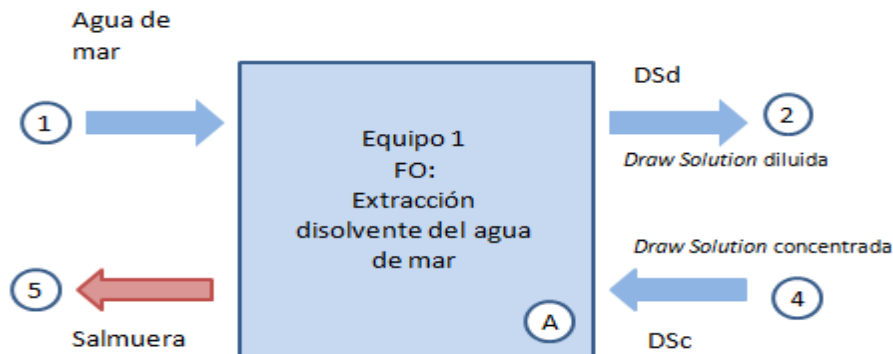 Agua de
mar
1
Equipo 1
FO:
Extracción
disolvente del agua
de mar
DSd
2
Draw Solution diluida
Draw Solution concentrada
5
Salmuera
A
4
DSc